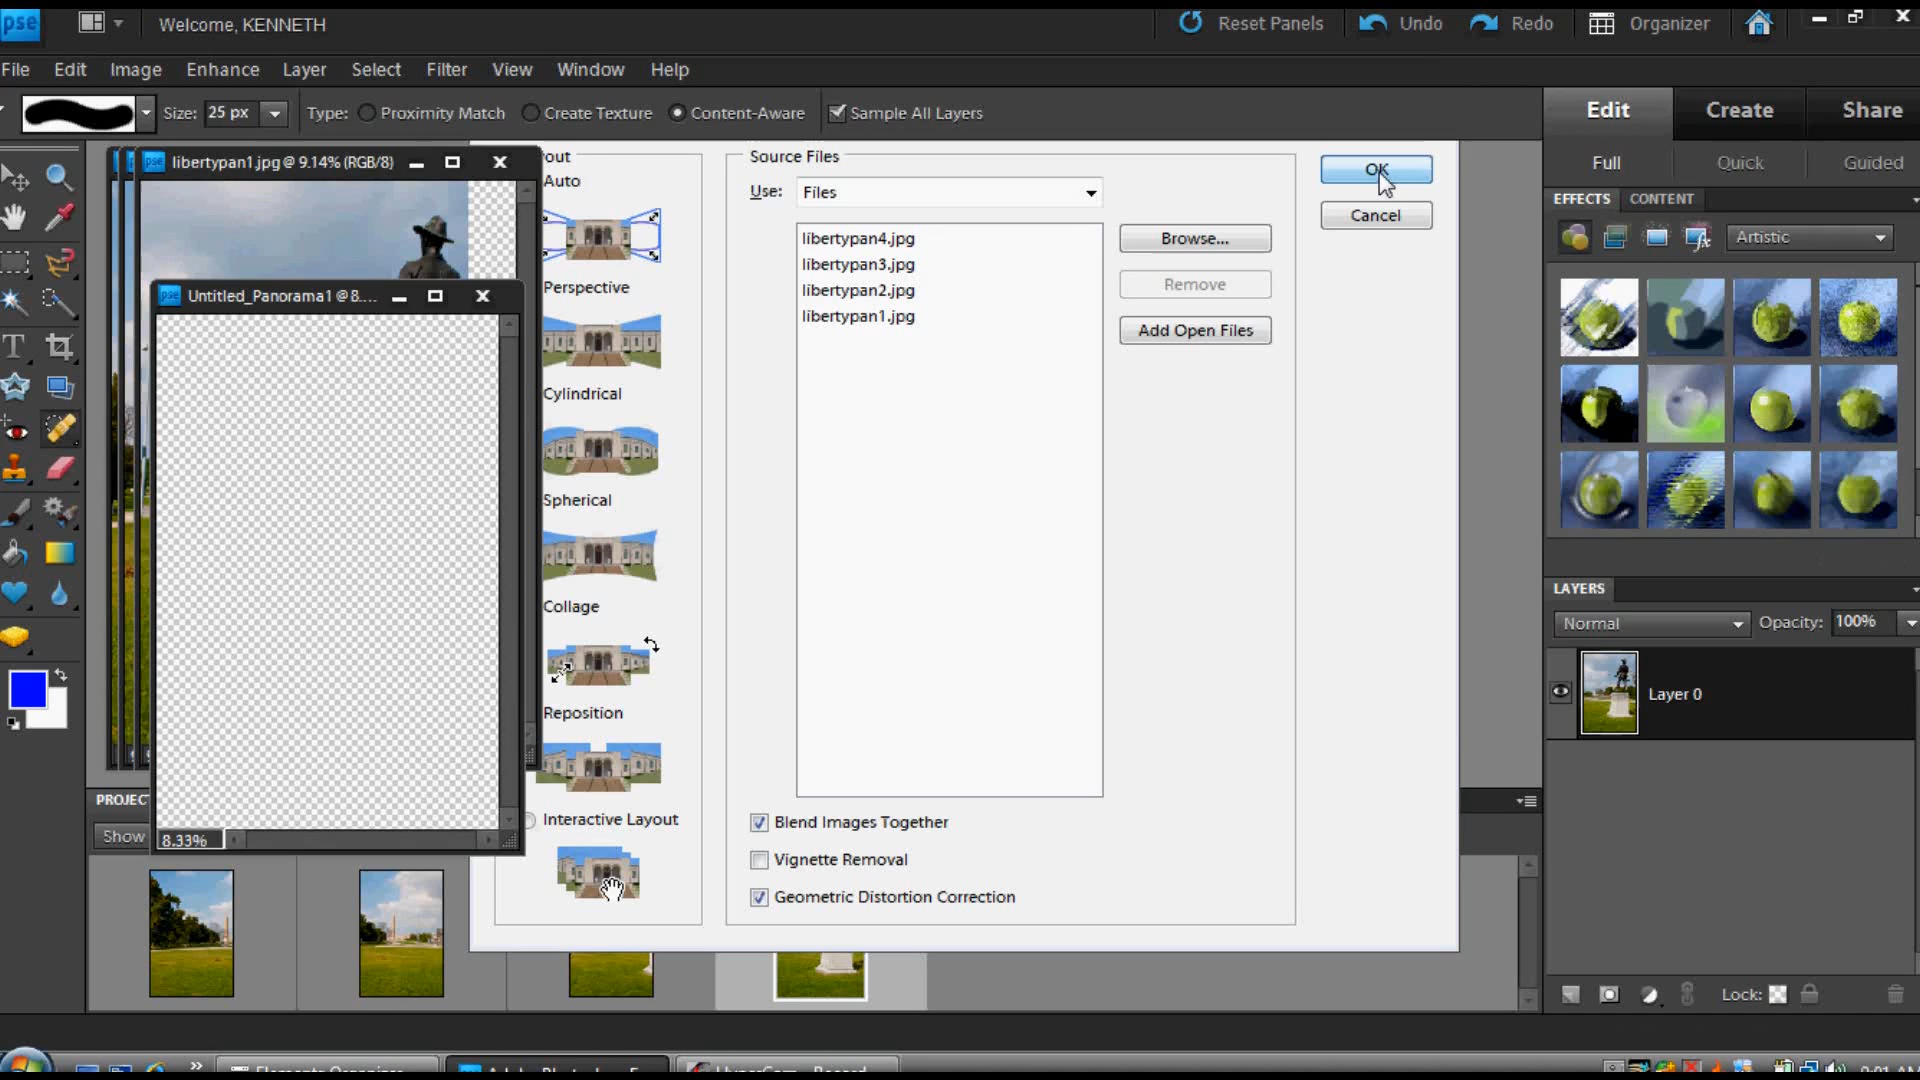 pse
Welcome, KENNETH
Reset Panels
Undo
Redo
Organizer
File
Edit
Image
Enhance
Layer
Select
Filter
View
Window
Help
Size: 25 px
Type:
Proximity Match
Create Texture
Content-Aware
Sample All Layers
Edit
Create
Share
Full
Quick
Guided
EFFECTS
CONTENT
Artistic
pse
libertypan1.jpg @ 9.14% (RGB/8)
pse
Untitled_Panorama1 @ 8....
8.33%
Auto
Perspective
Cylindrical
Spherical
Collage
Reposition
Interactive Layout
Source Files
Use: Files
libertypan4.jpg
libertypan3.jpg
libertypan2.jpg
libertypan1.jpg
Browse...
Remove
Add Open Files
OK
Cancel
Blend Images Together
Vignette Removal
Geometric Distortion Correction
LAYERS
Normal
Opacity: 100%
Layer 0
Lock:
Show